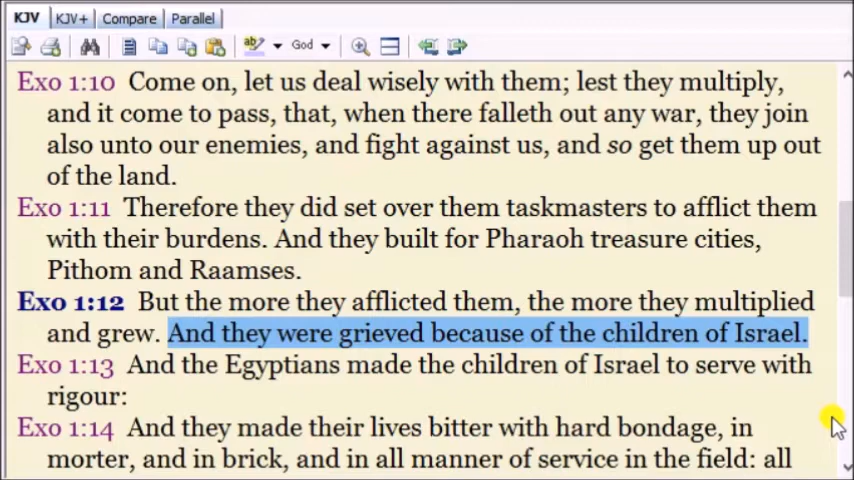 KJV KJV+ Compare Parallel
ab God
Exo 1:10 Come on, let us deal wisely with them; lest they multiply,
and it come to pass, that, when there falleth out any war, they join
also unto our enemies, and fight against us, and so get them up out
of the land.
Exo 1:11 Therefore they did set over them taskmasters to afflict them
with their burdens. And they built for Pharaoh treasure cities,
Pithom and Raamses.
Exo 1:12 But the more they afflicted them, the more they multiplied
and grew. And they were grieved because of the children of Israel.
Exo 1:13 And the Egyptians made the children of Israel to serve with
rigour:
Exo 1:14 And they made their lives bitter with hard bondage, in
morter, and in brick, and in all manner of service in the field: all